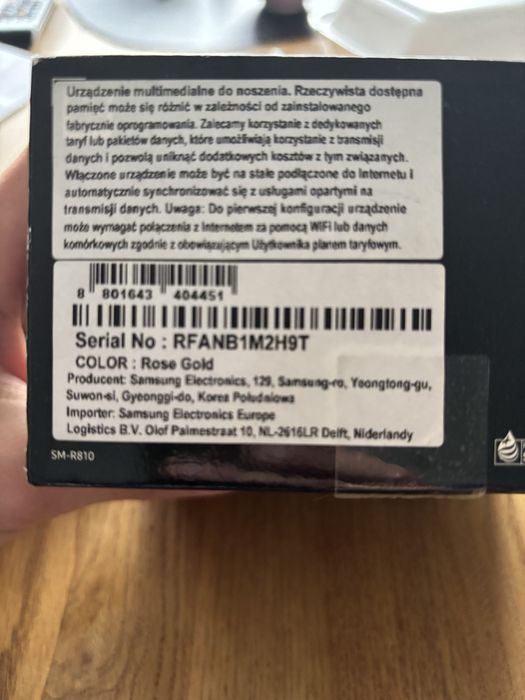 Urządzenie multimedialne do noszenia. Rzeczywista dostępna
pamięć może się różnić w zależności od zainstalowanego
fabrycznie oprogramowania. Zalecamy korzystanie z dedykowanych
taryf lub pakietów danych, które umożliwiają korzystanie z transmisji
danych i pozwolą uniknąć dodatkowych kosztów z tym związanych.
Włączone urządzenie może być na stałe podłączone do Internetu i
automatycznie synchronizować się z usługami opartymi na
transmisji danych. Uwaga: Do pierwszej konfiguracji urządzenie
może wymagać połączenia z Internetem za pomocą WIFI lub danych
komórkowych zgodnie z obowiązującym Użytkownika planem taryfowym.
8 801643 404451
Serial No : RFANB1M2H9T
COLOR : Rose Gold
Producent: Samsung Electronics, 129, Samsung-ro, Yeongtong-gu,
Suwon-si, Gyeonggi-do, Korea Południowa
Importer: Samsung Electronics Europe
Logistics B.V. Olof Palmestraat 10, NL-2616LR Delft, Niderlandy
SM-R810